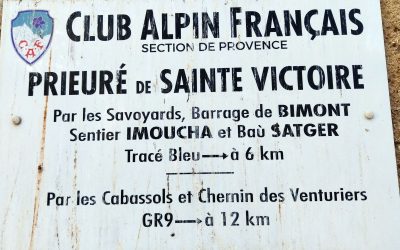 CAF
CLUB ALPIN FRANÇAIS
SECTION DE PROVENCE
PRIEURÉ DE SAINTE VICTOIRE
Par les Savoyards, Barrage de BIMONT
Sentier IMOUCHA et Baù SATGER
Tracé Bleu → à 6 km
Par les Cabassols et Chemin des Venturiers
GR9 → à 12 km